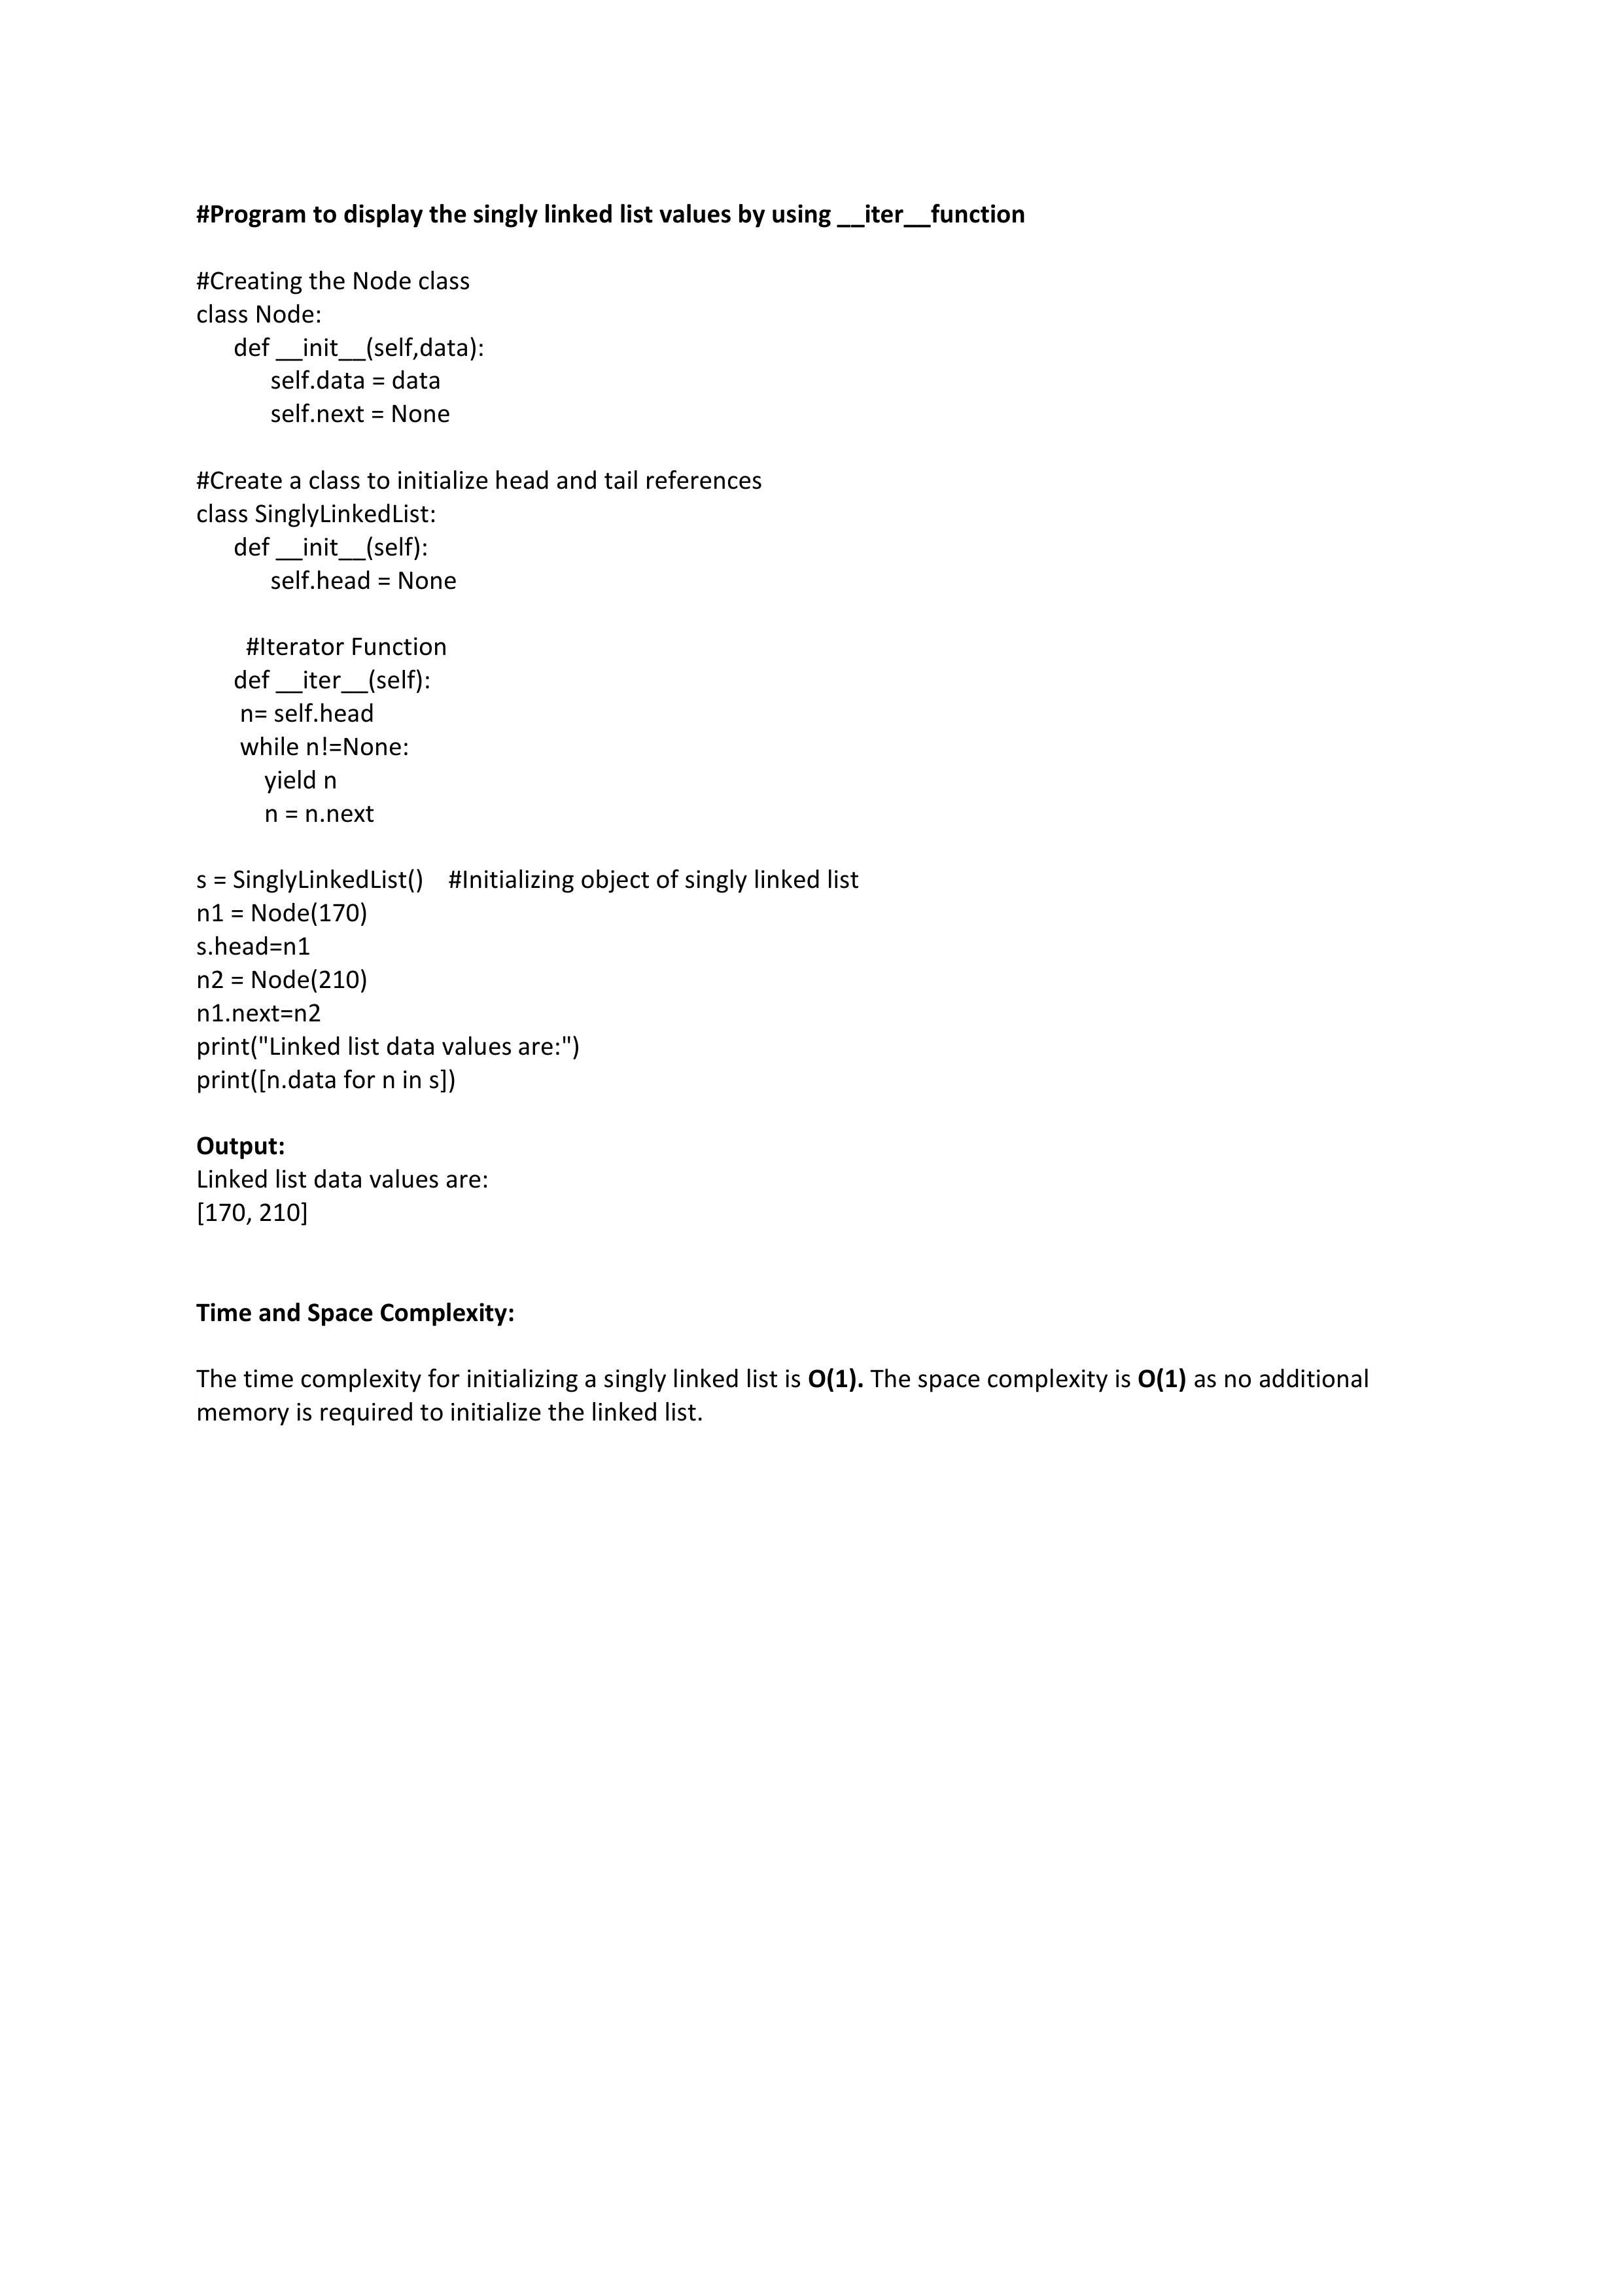 #Program to display the singly linked list values by using __iter__function
#Creating the Node class
class Node:
def __init__(self,data):
self.data = data
self.next = None
#Create a class to initialize head and tail references
class SinglyLinkedList:
def __init__(self):
self.head = None
#Iterator Function
def __iter__(self):
n= self.head
while n!=None:
yield n
n = n.next
s = SinglyLinkedList()    #Initializing object of singly linked list
n1 = Node(170)
s.head=n1
n2 = Node(210)
n1.next=n2
print("Linked list data values are:")
print([n.data for n in s])
Output:
Linked list data values are:
[170, 210]
Time and Space Complexity:
The time complexity for initializing a singly linked list is O(1). The space complexity is O(1) as no additional
memory is required to initialize the linked list.